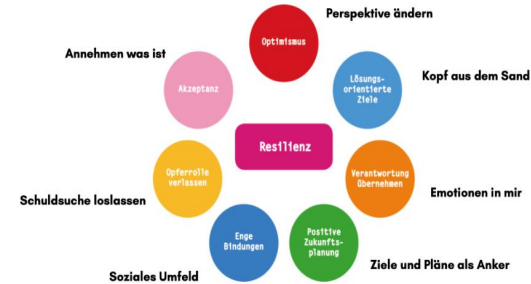 Perspektive ändern
Optimismus
Annehmen was ist
Akzeptanz
Lösungs-
orientierte
Ziele
Kopf aus dem Sand
Resilienz
Opferrolle
verlassen
Verantwortung
übernehmen
Schuldsuche loslassen
Emotionen in mir
Enge
Bindungen
Positive
Zukunfts-
planung
Soziales Umfeld
Ziele und Pläne als Anker